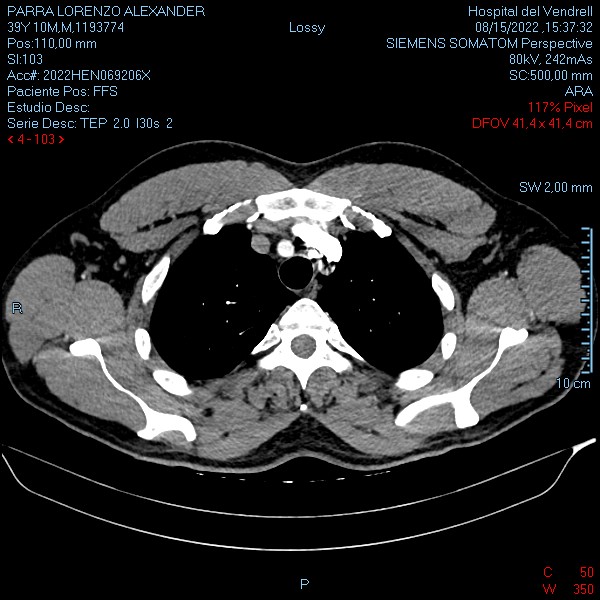 PARRA LORENZO ALEXANDER
39Y 10M,M,1193774
Pos:110,00 mm
SI:103
Acc#: 2022HEN069206X
Paciente Pos: FFS
Estudio Desc:
Serie Desc: TEP 2.0 I30s 2
< 4 - 103 >
Lossy
Hospital del Vendrell
08/15/2022 ,15:37:32
SIEMENS SOMATOM Perspective
80kV, 242mAs
SC:500,00 mm
ARA
117% Pixel
DFOV 41,4 x 41,4 cm
SW 2,00 mm
R
10 cm
P
C 50
W 350